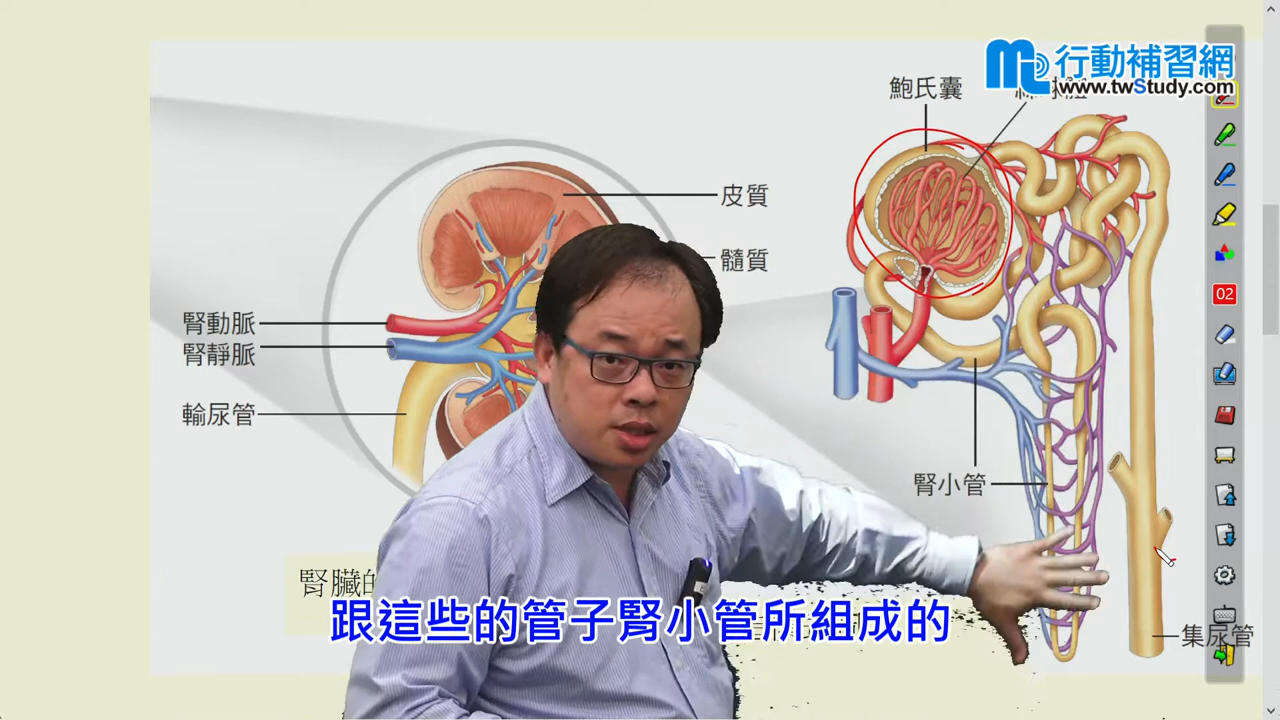 行動補習網
www.twStudy.com
鮑氏囊
皮質
髓質
腎動脈
腎靜脈
輸尿管
腎小管
02
腎臟的
跟這些的管子腎小管所組成的
集尿管